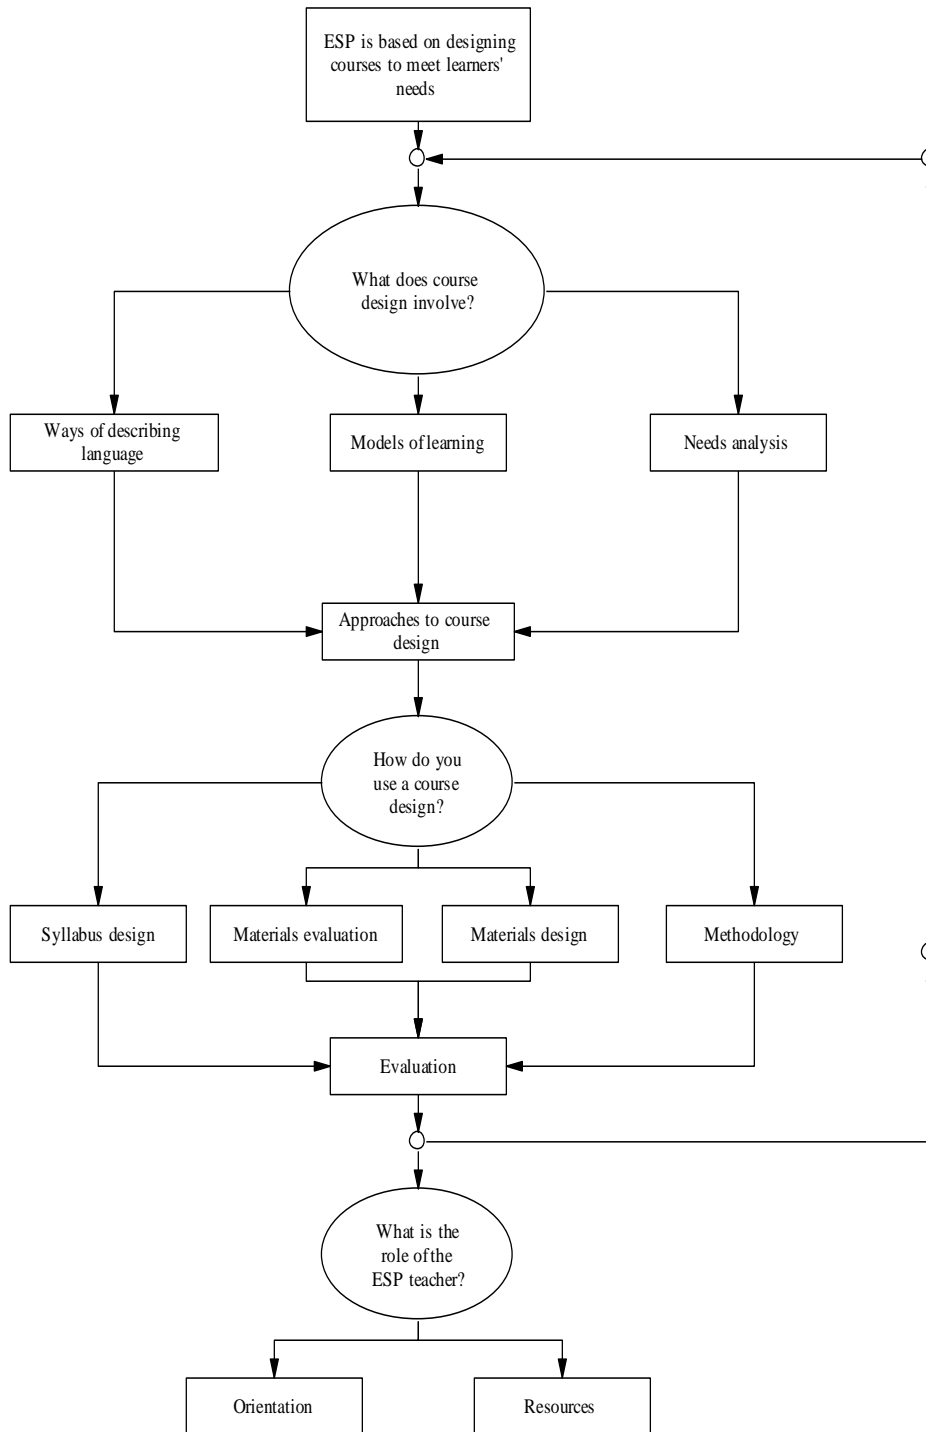 ESP is based on designing
courses to meet learners'
needs
What does course
design involve?
Ways of describing
language
Models of learning
Needs analysis
Approaches to course
design
How do you
use a course
design?
Syllabus design
Materials evaluation
Materials design
Methodology
Evaluation
What is the
role of the
ESP teacher?
Orientation
Resources